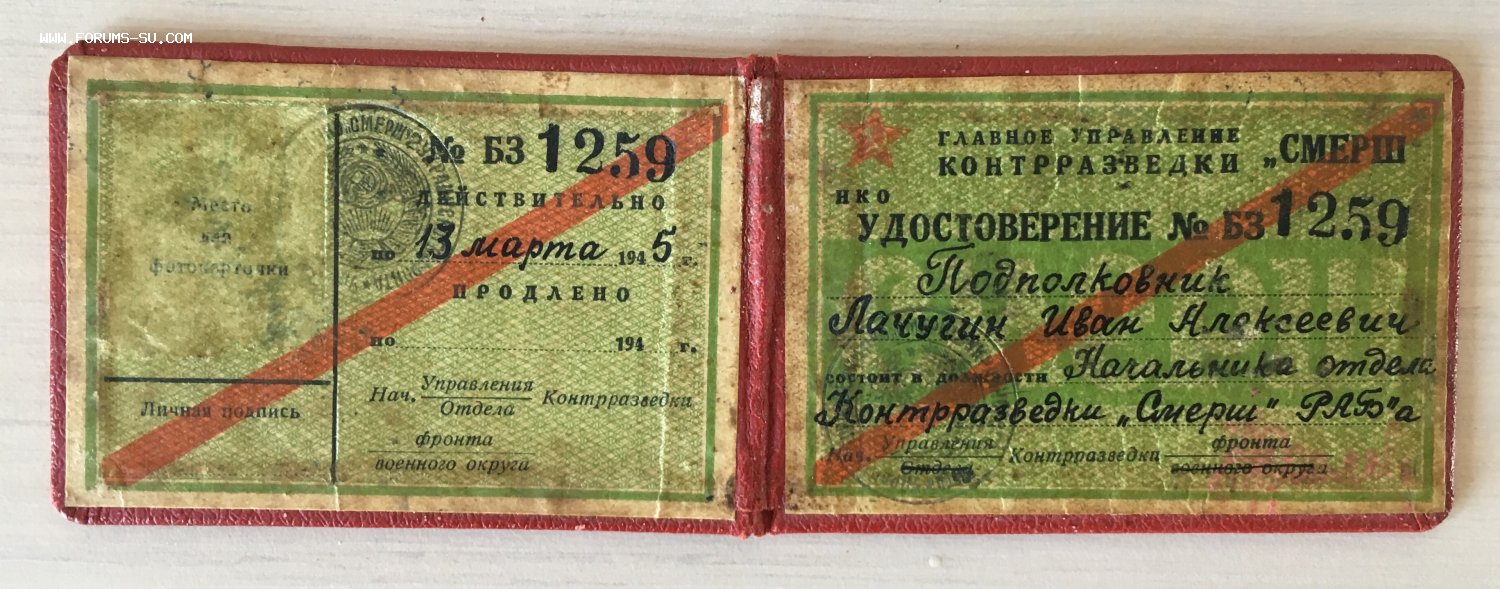 WWW.FORUMS-SU.COM
№ БЗ 1259
ДЕЙСТВИТЕЛЬНО
по 13 марта 1945 г.
ПРОДЛЕНО
по 194 г.
Место
для
фотокарточки
Личная подпись
Нач. Управления Контрразведки
Отдела
фронта
военного округа
ГЛАВНОЕ УПРАВЛЕНИЕ
КОНТРРАЗВЕДКИ „СМЕРШ"
НКО
УДОСТОВЕРЕНИЕ № БЗ 1259
Подполковник
Лачугин Иван Алексеевич
состоит в должности Начальника отдела
Контрразведки „Смерш" РАБ"а
Нач. Управления Контрразведки фронта
Отдела военного округа